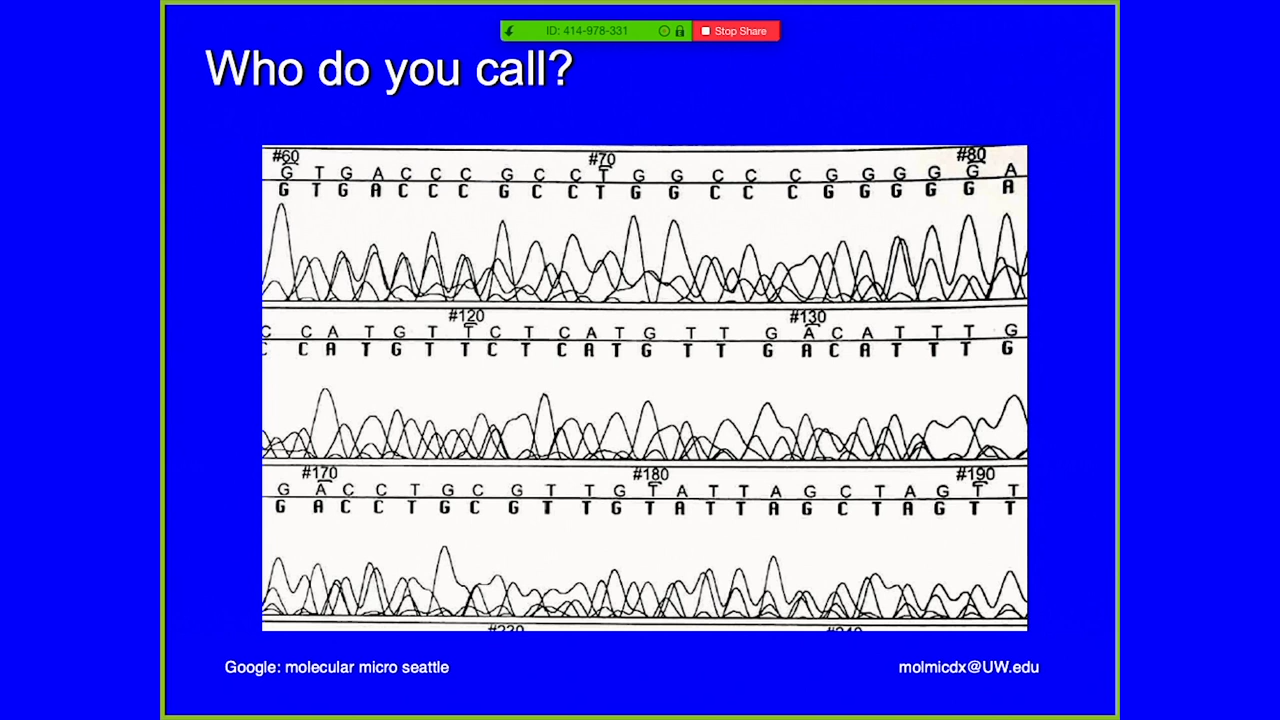 ID: 414-978-331 Stop Share
Who do you call?
#60 #70 #80
G T G A C C C G C C T G G C C C G G G G G A
G T G A C C C G C C T G G C C C G G G G G A
#120 #130
C C A T G T T C T C A T G T T G A C A T T T G
C C A T G T T C T C A T G T T G A C A T T T G
#170 #180 #190
G A C C T G C G T T G T A T T A G C T A G T T
G A C C T G C G T T G T A T T A G C T A G T T
Google: molecular micro seattle
molmicdx@UW.edu